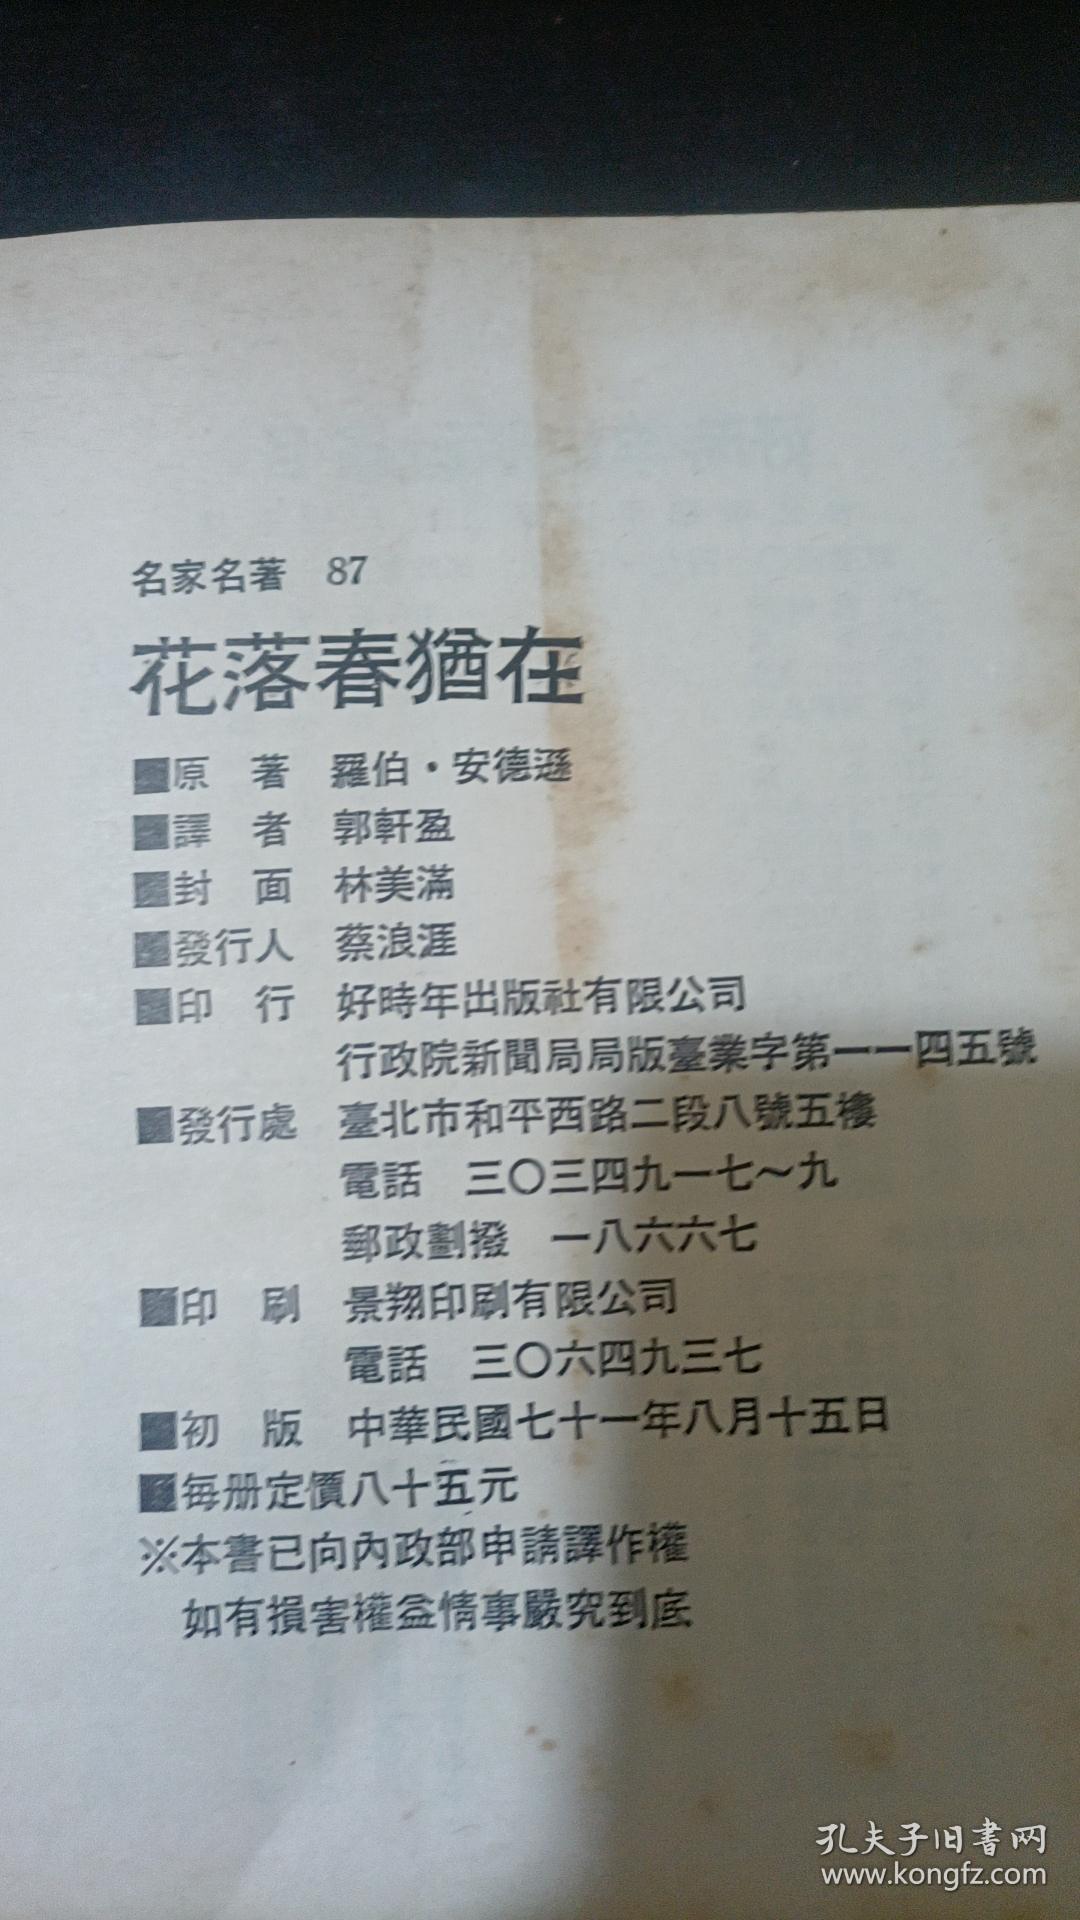 名家名著 87
花落春猶在
■原 著 羅伯・安德遜
■譯 者 郭軒盈
■封 面 林美滿
■發行人 蔡浪涯
■印 行 好時年出版社有限公司
行政院新聞局局版臺業字第一一四五號
■發行處 臺北市和平西路二段八號五樓
電話 三〇三四九一七～九
郵政劃撥 一八六六七
■印 刷 景翔印刷有限公司
電話 三〇六四九三七
■初 版 中華民國七十一年八月十五日
■每册定價八十五元
※本書已向內政部申請譯作權
如有損害權益情事嚴究到底
孔夫子旧书网
www.kongfz.com